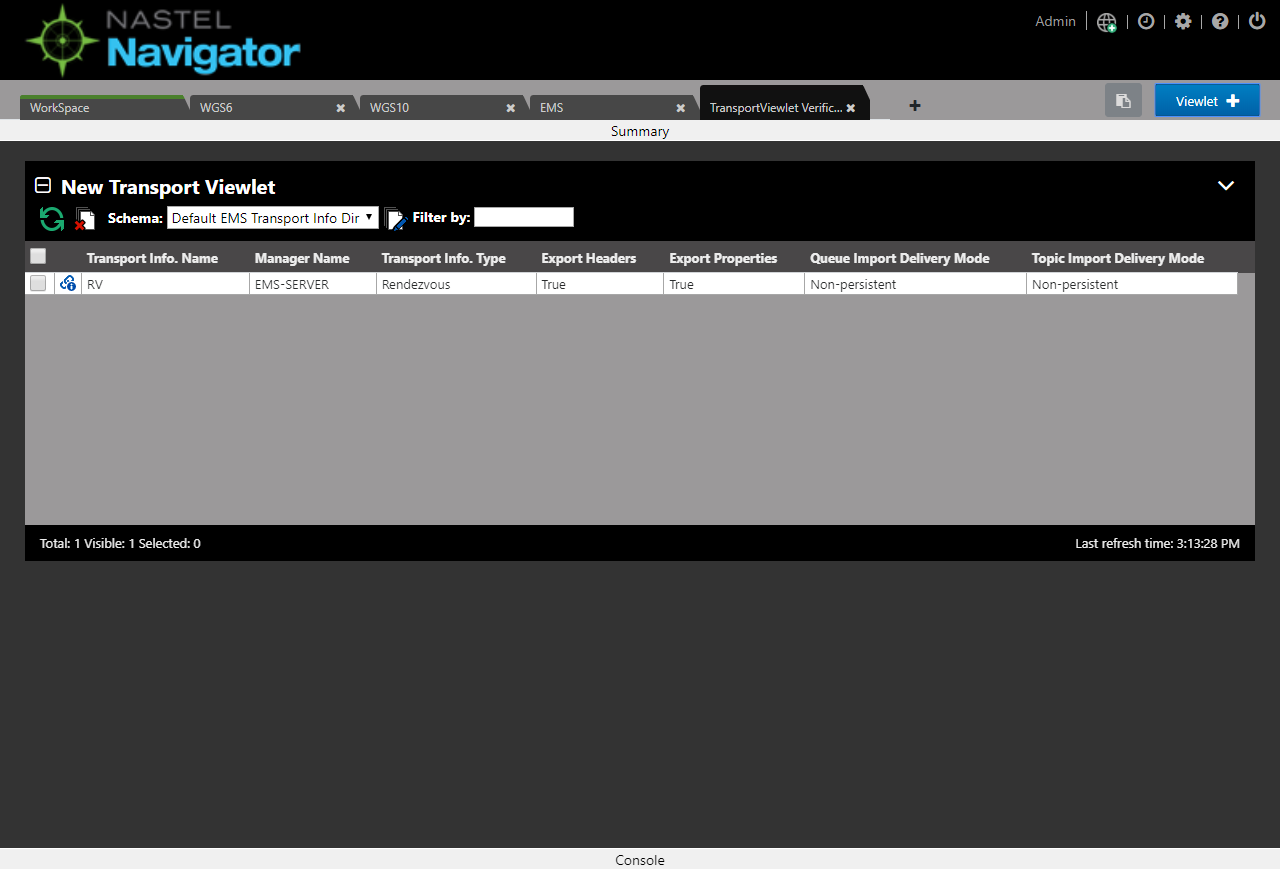 NASTEL
Navigator
Admin
WorkSpace WGS6 WGS10 EMS TransportViewlet Verific... Viewlet
Summary
New Transport Viewlet
Schema: Default EMS Transport Info Dir Filter by:
Transport Info. Name Manager Name Transport Info. Type Export Headers Export Properties Queue Import Delivery Mode Topic Import Delivery Mode
RV EMS-SERVER Rendezvous True True Non-persistent Non-persistent
Total: 1 Visible: 1 Selected: 0 Last refresh time: 3:13:28 PM
Console